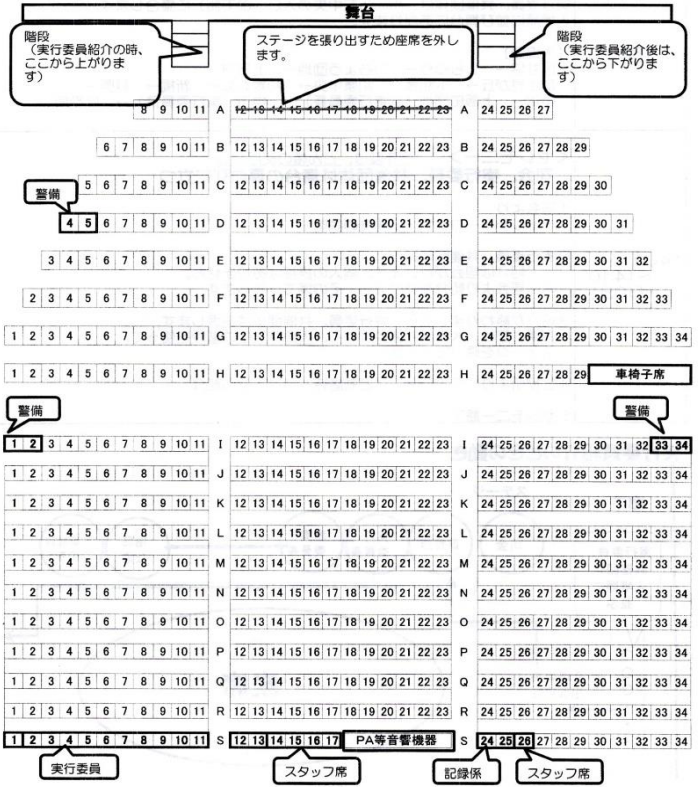 舞台
階段
（実行委員紹介の時、
ここから上がりま
す）
ステージを張り出すため座席を外し
ます。
階段
（実行委員紹介後は、
ここから下がりま
す）
8 9 10 11 A 12 13 14 15 16 17 18 19 20 21 22 23 A 24 25 26 27
6 7 8 9 10 11 B 12 13 14 15 16 17 18 19 20 21 22 23 B 24 25 26 27 28 29
警備
5 6 7 8 9 10 11 C 12 13 14 15 16 17 18 19 20 21 22 23 C 24 25 26 27 28 29 30
4 5 6 7 8 9 10 11 D 12 13 14 15 16 17 18 19 20 21 22 23 D 24 25 26 27 28 29 30 31
3 4 5 6 7 8 9 10 11 E 12 13 14 15 16 17 18 19 20 21 22 23 E 24 25 26 27 28 29 30 31 32
2 3 4 5 6 7 8 9 10 11 F 12 13 14 15 16 17 18 19 20 21 22 23 F 24 25 26 27 28 29 30 31 32 33
1 2 3 4 5 6 7 8 9 10 11 G 12 13 14 15 16 17 18 19 20 21 22 23 G 24 25 26 27 28 29 30 31 32 33 34
1 2 3 4 5 6 7 8 9 10 11 H 12 13 14 15 16 17 18 19 20 21 22 23 H 24 25 26 27 28 29 車椅子席
警備 警備
1 2 3 4 5 6 7 8 9 10 11 I 12 13 14 15 16 17 18 19 20 21 22 23 I 24 25 26 27 28 29 30 31 32 33 34
1 2 3 4 5 6 7 8 9 10 11 J 12 13 14 15 16 17 18 19 20 21 22 23 J 24 25 26 27 28 29 30 31 32 33 34
1 2 3 4 5 6 7 8 9 10 11 K 12 13 14 15 16 17 18 19 20 21 22 23 K 24 25 26 27 28 29 30 31 32 33 34
1 2 3 4 5 6 7 8 9 10 11 L 12 13 14 15 16 17 18 19 20 21 22 23 L 24 25 26 27 28 29 30 31 32 33 34
1 2 3 4 5 6 7 8 9 10 11 M 12 13 14 15 16 17 18 19 20 21 22 23 M 24 25 26 27 28 29 30 31 32 33 34
1 2 3 4 5 6 7 8 9 10 11 N 12 13 14 15 16 17 18 19 20 21 22 23 N 24 25 26 27 28 29 30 31 32 33 34
1 2 3 4 5 6 7 8 9 10 11 O 12 13 14 15 16 17 18 19 20 21 22 23 O 24 25 26 27 28 29 30 31 32 33 34
1 2 3 4 5 6 7 8 9 10 11 P 12 13 14 15 16 17 18 19 20 21 22 23 P 24 25 26 27 28 29 30 31 32 33 34
1 2 3 4 5 6 7 8 9 10 11 Q 12 13 14 15 16 17 18 19 20 21 22 23 Q 24 25 26 27 28 29 30 31 32 33 34
1 2 3 4 5 6 7 8 9 10 11 R 12 13 14 15 16 17 18 19 20 21 22 23 R 24 25 26 27 28 29 30 31 32 33 34
1 2 3 4 5 6 7 8 9 10 11 S 12 13 14 15 16 17 PA等音響機器 S 24 25 26 27 28 29 30 31 32 33 34
実行委員 スタッフ席 記録係 スタッフ席